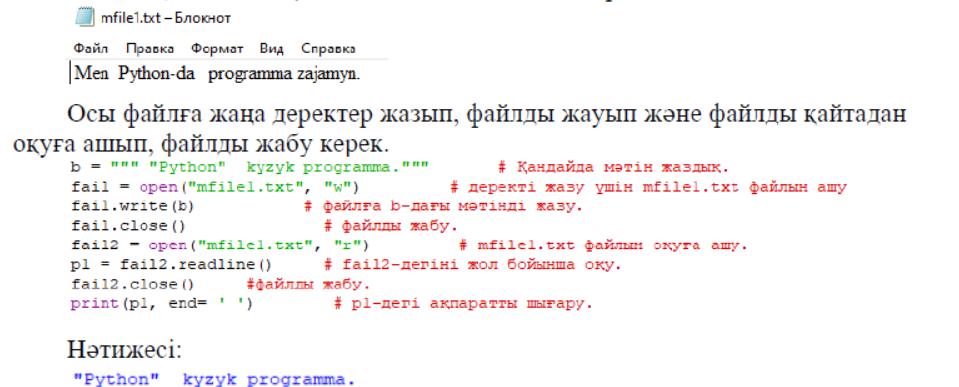 mfile1.txt – Блокнот
Файл Правка Формат Вид Справка
Men Python-da programma zajamyn.
Осы файлға жаңа деректер жазып, файлды жауып және файлды қайтадан
оқуға ашып, файлды жабу керек.
b = """ "Python"  kyzyk programma.""" # Қандайда мәтін жаздық.
fail = open("mfile1.txt", "w") # деректі жазу үшін mfile1.txt файлын ашу
fail.write(b) # файлға b-дағы мәтінді жазу.
fail.close() # файлды жабу.
fail2 = open("mfile1.txt", "r") # mfile1.txt файлын оқуға ашу.
p1 = fail2.readline() # fail2-дегіні жол бойынша оқу.
fail2.close() #файлды жабу.
print(p1, end= ' ') # p1-дегі ақпаратты шығару.
Нәтижесі:
"Python"  kyzyk programma.